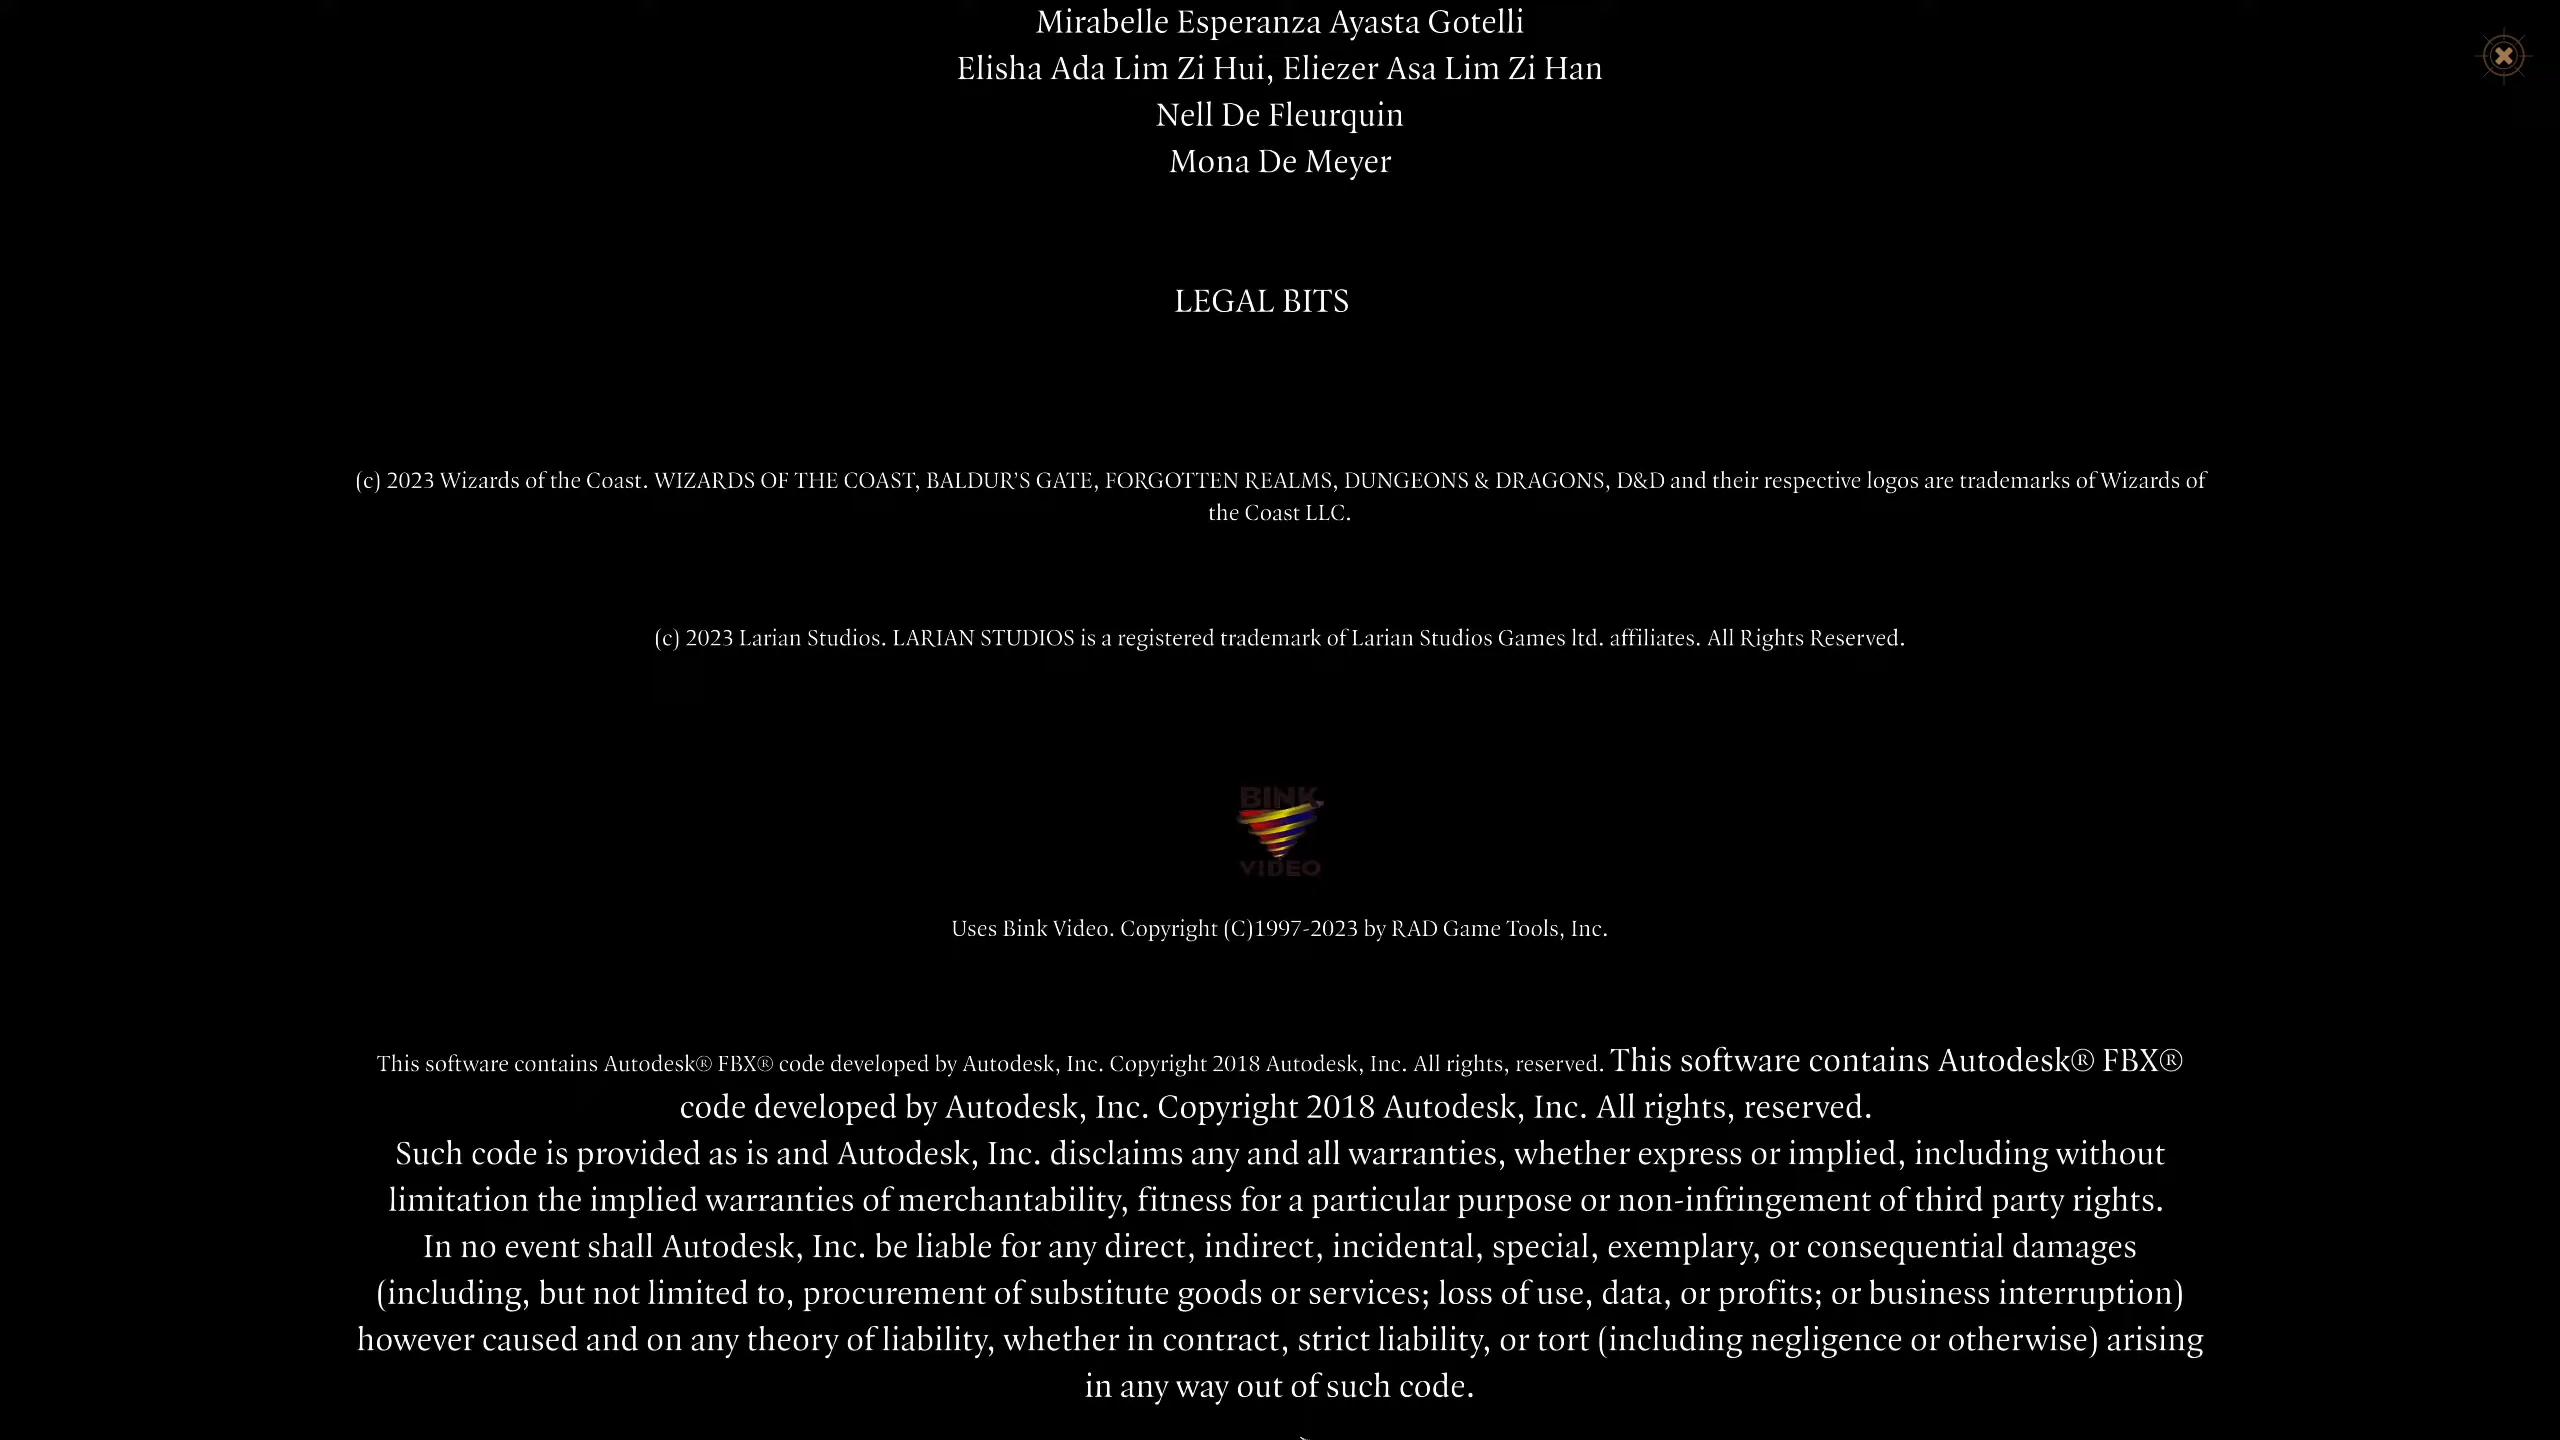 Mirabelle Esperanza Ayasta Gotelli
Elisha Ada Lim Zi Hui, Eliezer Asa Lim Zi Han
Nell De Fleurquin
Mona De Meyer
LEGAL BITS
(c) 2023 Wizards of the Coast. WIZARDS OF THE COAST, BALDUR'S GATE, FORGOTTEN REALMS, DUNGEONS & DRAGONS, D&D and their respective logos are trademarks of Wizards of
the Coast LLC.
(c) 2023 Larian Studios. LARIAN STUDIOS is a registered trademark of Larian Studios Games ltd. affiliates. All Rights Reserved.
BINK
VIDEO
Uses Bink Video. Copyright (C)1997-2023 by RAD Game Tools, Inc.
This software contains Autodesk® FBX® code developed by Autodesk, Inc. Copyright 2018 Autodesk, Inc. All rights, reserved. This software contains Autodesk® FBX®
code developed by Autodesk, Inc. Copyright 2018 Autodesk, Inc. All rights, reserved.
Such code is provided as is and Autodesk, Inc. disclaims any and all warranties, whether express or implied, including without
limitation the implied warranties of merchantability, fitness for a particular purpose or non-infringement of third party rights.
In no event shall Autodesk, Inc. be liable for any direct, indirect, incidental, special, exemplary, or consequential damages
(including, but not limited to, procurement of substitute goods or services; loss of use, data, or profits; or business interruption)
however caused and on any theory of liability, whether in contract, strict liability, or tort (including negligence or otherwise) arising
in any way out of such code.